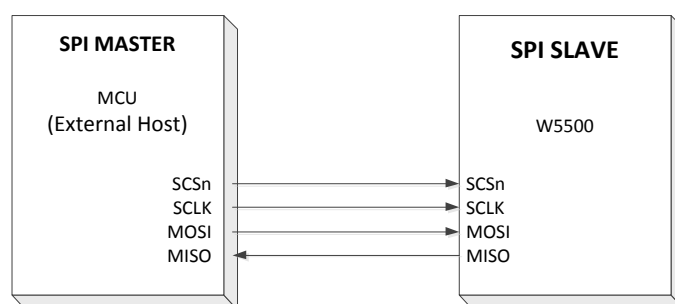 SPI MASTER
MCU
(External Host)
SCSn
SCLK
MOSI
MISO
SPI SLAVE
W5500
SCSn
SCLK
MOSI
MISO